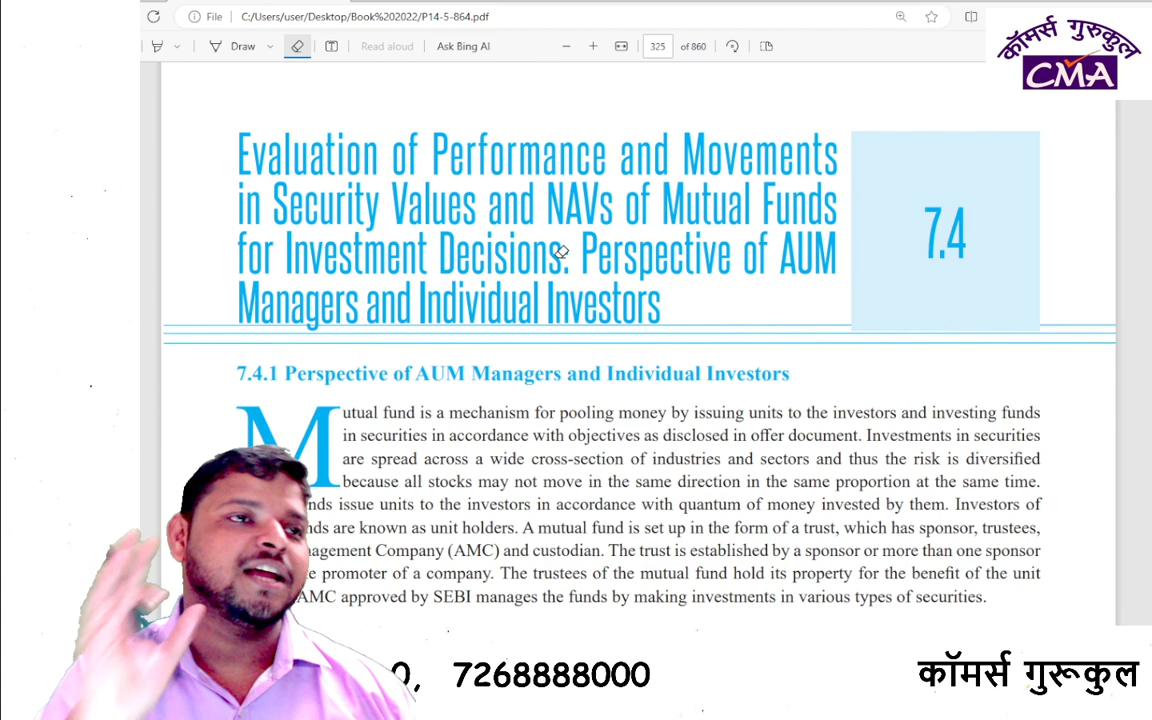 File C:/Users/user/Desktop/Book%202022/P14-5-864.pdf
Draw Read aloud Ask Bing AI 325 of 860
कॉमर्स गुरुकुल
CMA
Evaluation of Performance and Movements
in Security Values and NAVs of Mutual Funds
for Investment Decisions: Perspective of AUM
Managers and Individual Investors
7.4
7.4.1 Perspective of AUM Managers and Individual Investors
Mutual fund is a mechanism for pooling money by issuing units to the investors and investing funds
in securities in accordance with objectives as disclosed in offer document. Investments in securities
are spread across a wide cross-section of industries and sectors and thus the risk is diversified
because all stocks may not move in the same direction in the same proportion at the same time.
nds issue units to the investors in accordance with quantum of money invested by them. Investors of
nds are known as unit holders. A mutual fund is set up in the form of a trust, which has sponsor, trustees,
nagement Company (AMC) and custodian. The trust is established by a sponsor or more than one sponsor
e promoter of a company. The trustees of the mutual fund hold its property for the benefit of the unit
AMC approved by SEBI manages the funds by making investments in various types of securities.
0, 7268888000
कॉमर्स गुरूकुल